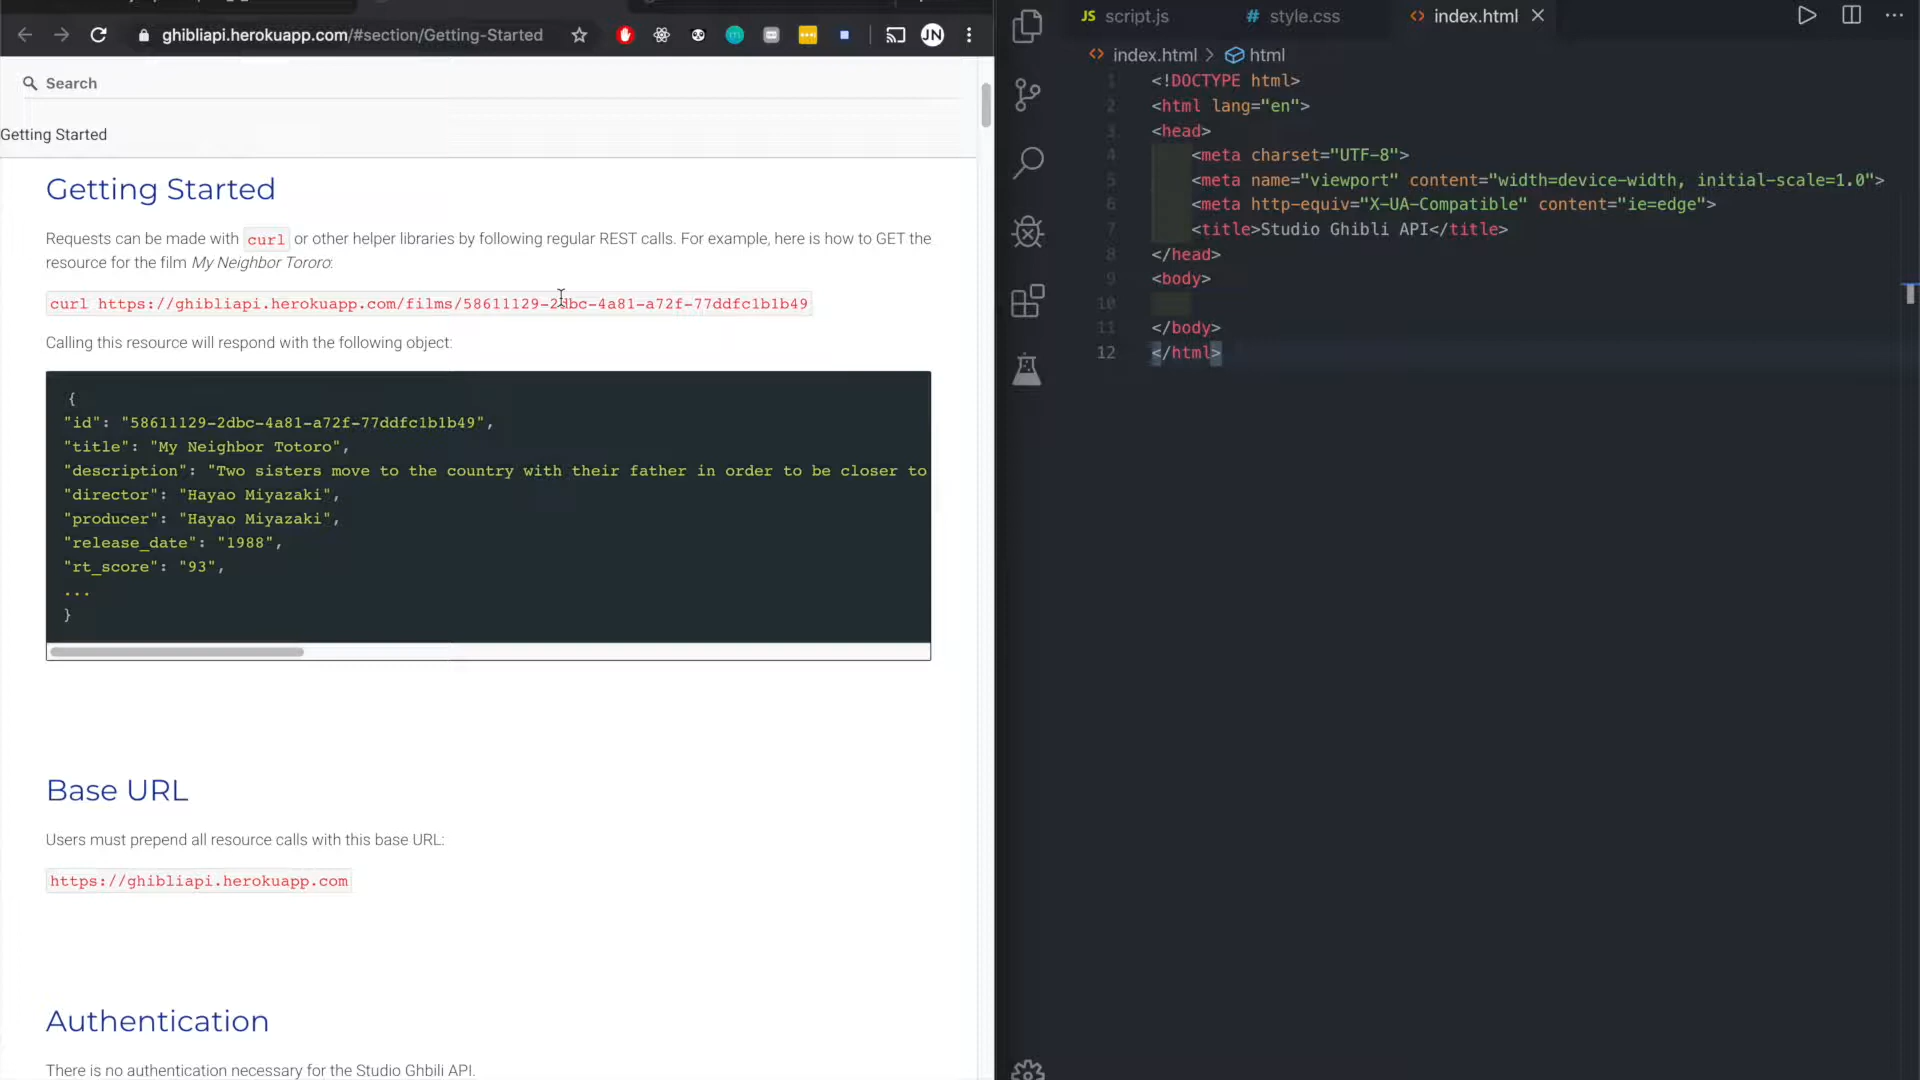 ghibliapi.herokuapp.com/#section/Getting-Started
JN
Search
Getting Started
Getting Started
Requests can be made with curl or other helper libraries by following regular REST calls. For example, here is how to GET the
resource for the film My Neighbor Tororo:
curl https://ghibliapi.herokuapp.com/films/58611129-2dbc-4a81-a72f-77ddfc1b1b49
Calling this resource will respond with the following object:
{
"id": "58611129-2dbc-4a81-a72f-77ddfc1b1b49",
"title": "My Neighbor Totoro",
"description": "Two sisters move to the country with their father in order to be closer to
"director": "Hayao Miyazaki",
"producer": "Hayao Miyazaki",
"release_date": "1988",
"rt_score": "93",
...
}
Base URL
Users must prepend all resource calls with this base URL:
https://ghibliapi.herokuapp.com
Authentication
There is no authentication necessary for the Studio Ghbili API.
JS script.js # style.css <> index.html
<> index.html > html
1 <!DOCTYPE html>
2 <html lang="en">
3 <head>
4 <meta charset="UTF-8">
5 <meta name="viewport" content="width=device-width, initial-scale=1.0">
6 <meta http-equiv="X-UA-Compatible" content="ie=edge">
7 <title>Studio Ghibli API</title>
8 </head>
9 <body>
10
11 </body>
12 </html>